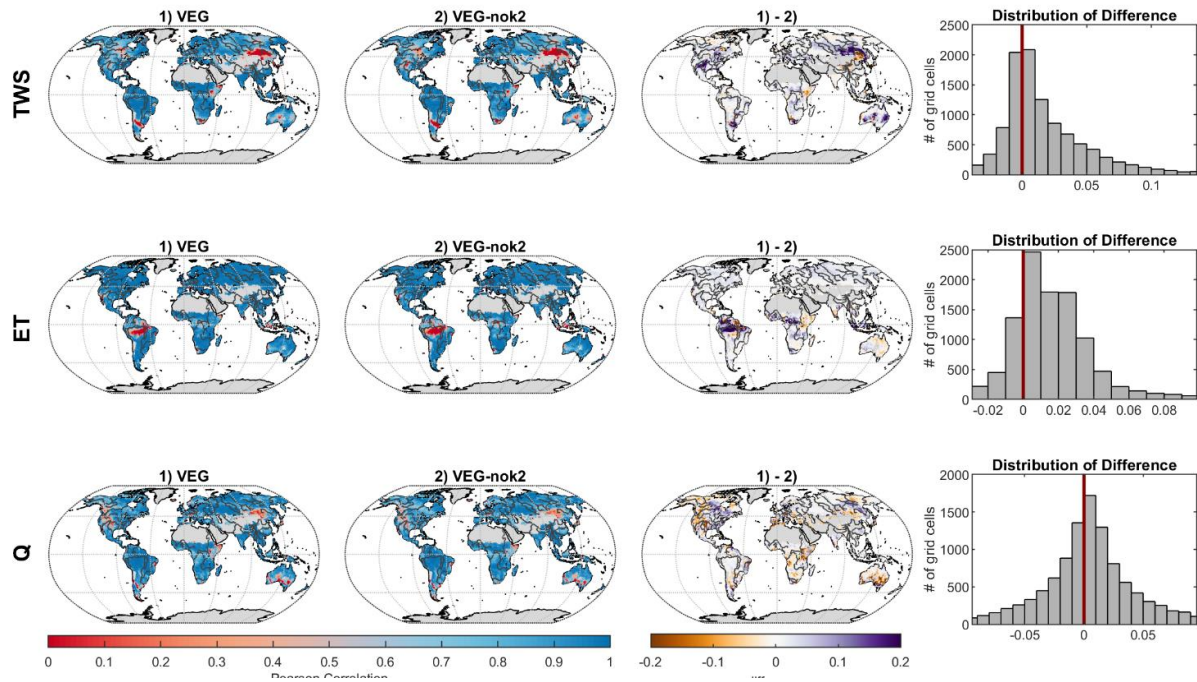 1) VEG 2) VEG-nok2 1) - 2) Distribution of Difference
TWS
# of grid cells
2500
2000
1500
1000
500
0
0 0.05 0.1
1) VEG 2) VEG-nok2 1) - 2) Distribution of Difference
ET
# of grid cells
2500
2000
1500
1000
500
0
-0.02 0 0.02 0.04 0.06 0.08
1) VEG 2) VEG-nok2 1) - 2) Distribution of Difference
Q
# of grid cells
2000
1500
1000
500
0
-0.05 0 0.05
0 0.1 0.2 0.3 0.4 0.5 0.6 0.7 0.8 0.9 1
-0.2 -0.1 0 0.1 0.2
Pearson Correlation